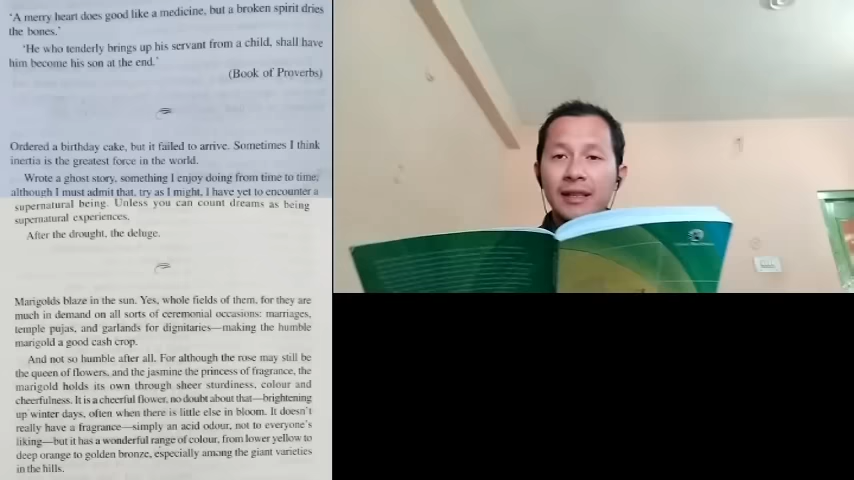 'A merry heart does good like a medicine, but a broken spirit dries
the bones.'
'He who tenderly brings up his servant from a child, shall have
him become his son at the end.'
(Book of Proverbs)
Ordered a birthday cake, but it failed to arrive. Sometimes I think
inertia is the greatest force in the world.
Wrote a ghost story, something I enjoy doing from time to time,
although I must admit that, try as I might, I have yet to encounter a
supernatural being. Unless you can count dreams as being
supernatural experiences.
After the drought, the deluge.
Marigolds blaze in the sun. Yes, whole fields of them, for they are
much in demand on all sorts of ceremonial occasions: marriages,
temple pujas, and garlands for dignitaries—making the humble
marigold a good cash crop.
And not so humble after all. For although the rose may still be
the queen of flowers, and the jasmine the princess of fragrance, the
marigold holds its own through sheer sturdiness, colour and
cheerfulness. It is a cheerful flower, no doubt about that—brightening
up winter days, often when there is little else in bloom. It doesn't
really have a fragrance—simply an acid odour, not to everyone's
liking—but it has a wonderful range of colour, from lower yellow to
deep orange to golden bronze, especially among the giant varieties
in the hills.